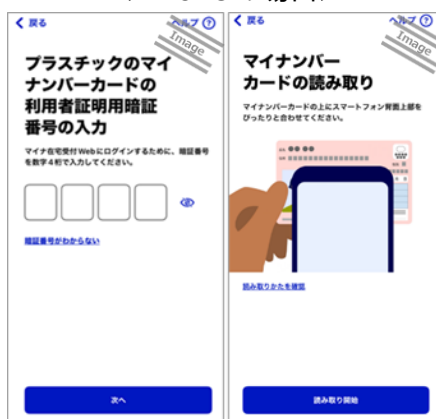 戻る
ヘルプ
Image
プラスチックのマイ
ナンバーカードの
利用者証明用暗証
番号の入力
マイナ在宅受付Webにログインするために、暗証番号
を数字4桁で入力してください。
暗証番号がわからない
次へ
戻る
ヘルプ
Image
マイナンバー
カードの読み取り
マイナンバーカードの上にスマートフォン背面上部を
ぴったりと合わせてください。
読み取りかたを確認
読み取り開始